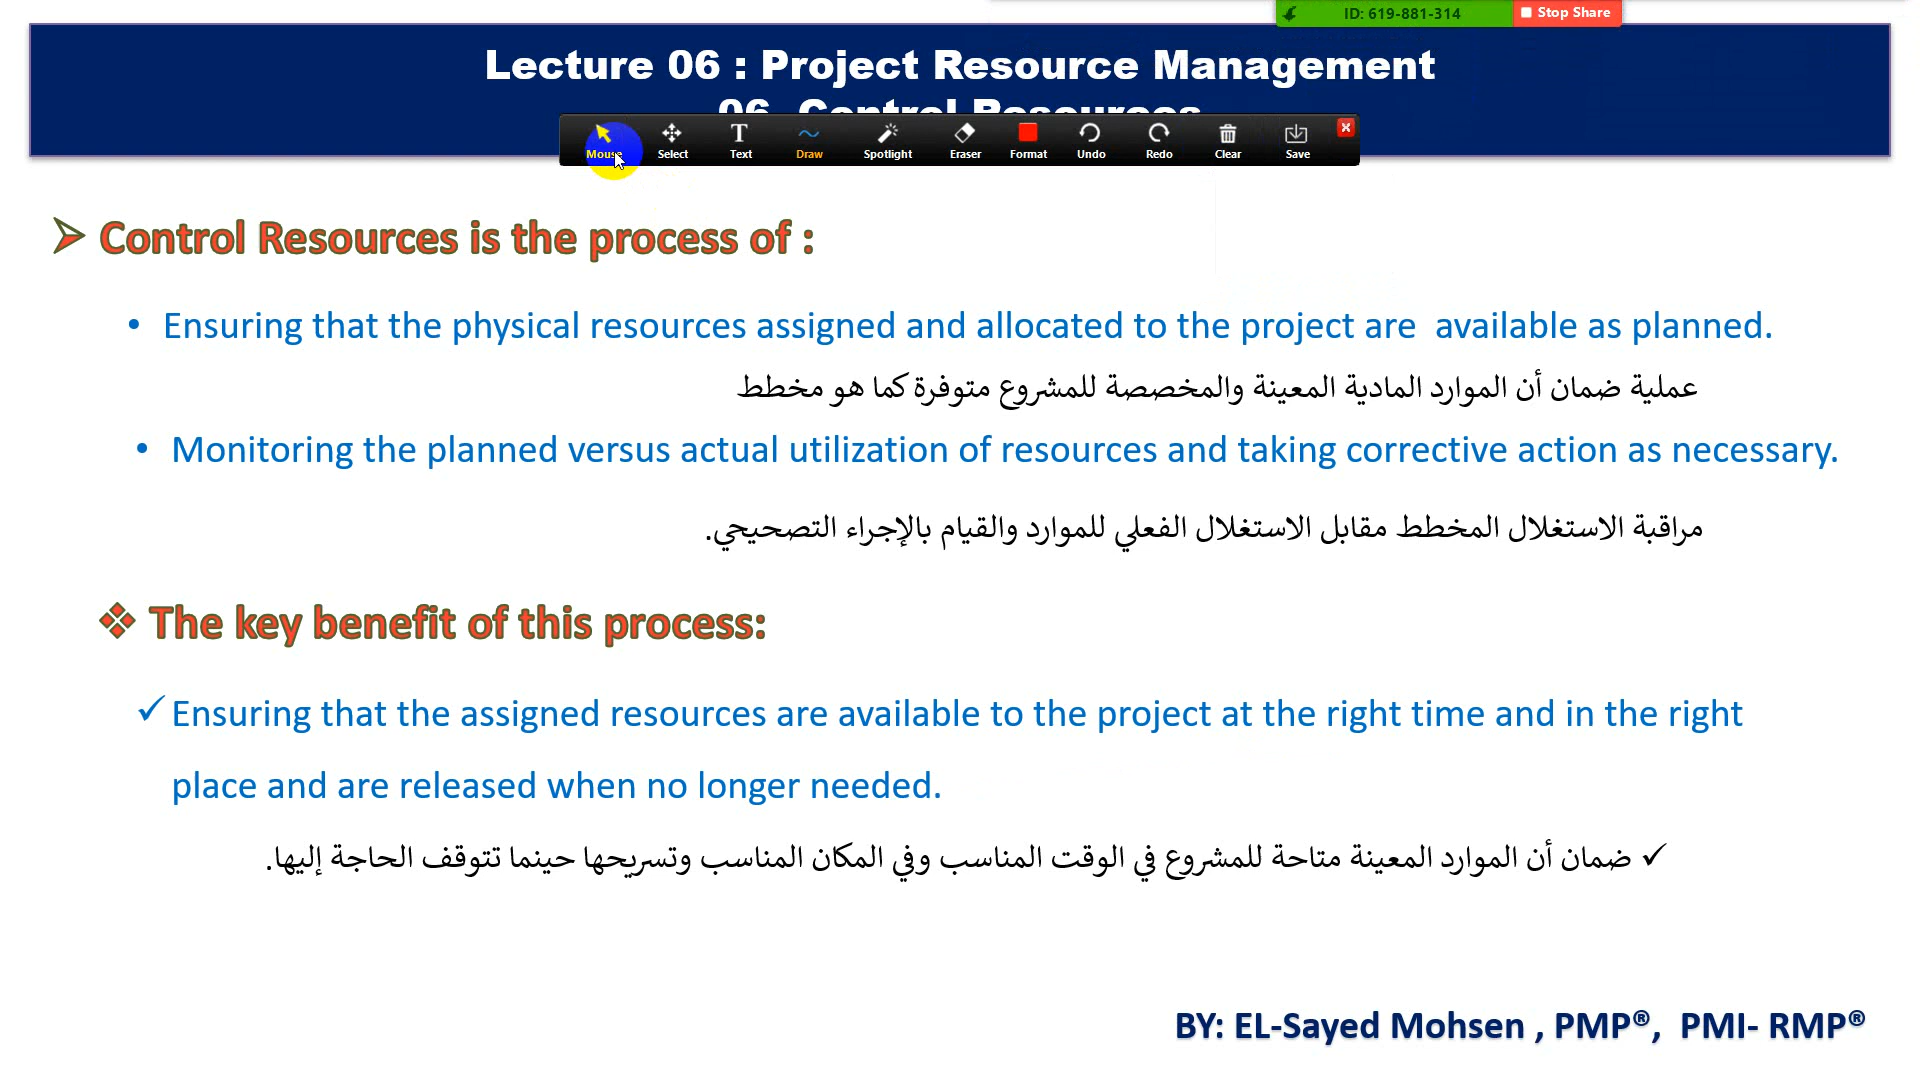 ID: 619-881-314
Stop Share
Lecture 06 : Project Resource Management
06. Control Resources
Mouse
Select
Text
Draw
Spotlight
Eraser
Format
Undo
Redo
Clear
Save
Control Resources is the process of :
• Ensuring that the physical resources assigned and allocated to the project are available as planned.
عملية ضمان أن الموارد المادية المعينة والمخصصة للمشروع متوفرة كما هو مخطط
• Monitoring the planned versus actual utilization of resources and taking corrective action as necessary.
مراقبة الاستغلال المخطط مقابل الاستغلال الفعلي للموارد والقيام بالإجراء التصحيحي.
The key benefit of this process:
✓ Ensuring that the assigned resources are available to the project at the right time and in the right
place and are released when no longer needed.
✓ ضمان أن الموارد المعينة متاحة للمشروع في الوقت المناسب وفي المكان المناسب وتسريحها حينما تتوقف الحاجة إليها.
BY: EL-Sayed Mohsen , PMP®, PMI- RMP®